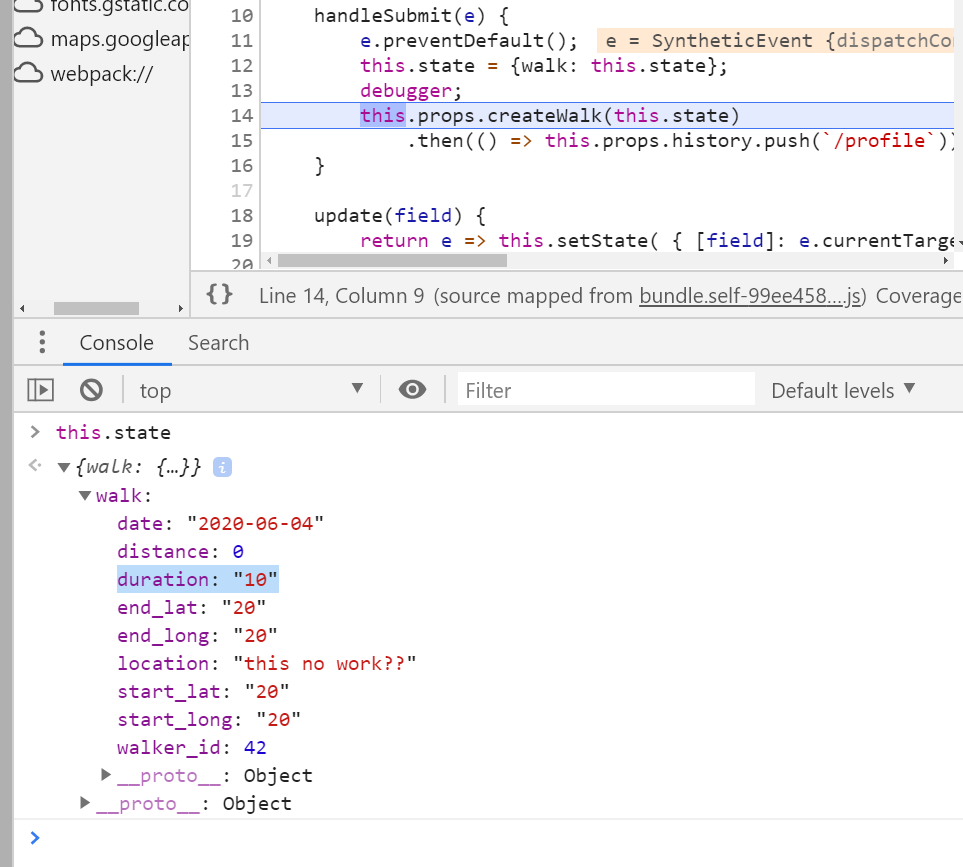 fonts.gstatic.co
maps.googleap
webpack://
10 handleSubmit(e) {
11 e.preventDefault(); e = SyntheticEvent {dispatchCo
12 this.state = {walk: this.state};
13 debugger;
14 this.props.createWalk(this.state)
15 .then(() => this.props.history.push(`/profile`))
16 }
17
18 update(field) {
19 return e => this.setState( { [field]: e.currentTarge
20
{} Line 14, Column 9 (source mapped from bundle.self-99ee458….js) Coverage
Console Search
top Filter Default levels ▼
> this.state
{walk: {…}} i
walk:
date: "2020-06-04"
distance: 0
duration: "10"
end_lat: "20"
end_long: "20"
location: "this no work??"
start_lat: "20"
start_long: "20"
walker_id: 42
__proto__: Object
__proto__: Object
>